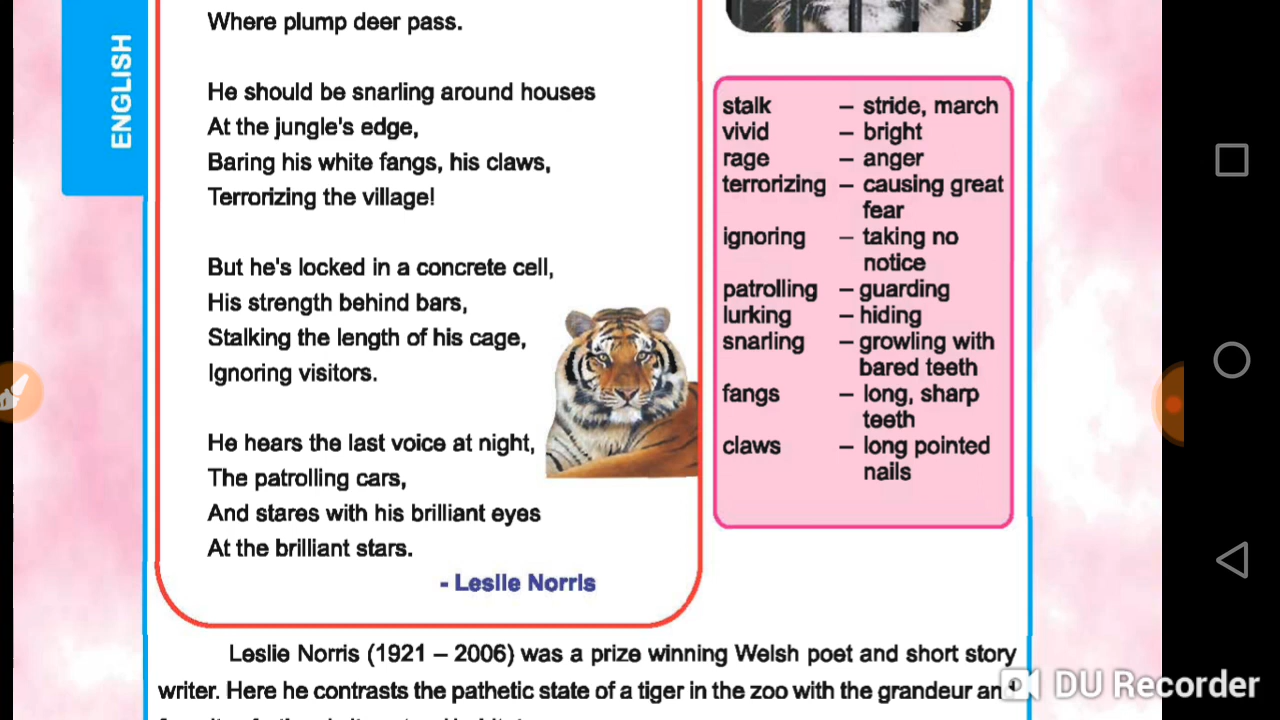 ENGLISH
Where plump deer pass.
He should be snarling around houses
At the jungle's edge,
Baring his white fangs, his claws,
Terrorizing the village!
But he's locked in a concrete cell,
His strength behind bars,
Stalking the length of his cage,
Ignoring visitors.
He hears the last voice at night,
The patrolling cars,
And stares with his brilliant eyes
At the brilliant stars.
- Leslie Norris
stalk – stride, march
vivid – bright
rage – anger
terrorizing – causing great
fear
ignoring – taking no
notice
patrolling – guarding
lurking – hiding
snarling – growling with
bared teeth
fangs – long, sharp
teeth
claws – long pointed
nails
Leslie Norris (1921 – 2006) was a prize winning Welsh poet and short story
writer. Here he contrasts the pathetic state of a tiger in the zoo with the grandeur
DU Recorder